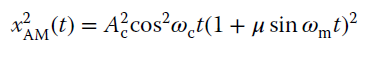 x²_AM(t) = A²_c cos²ω_c t(1 + μ sin ω_m t)²